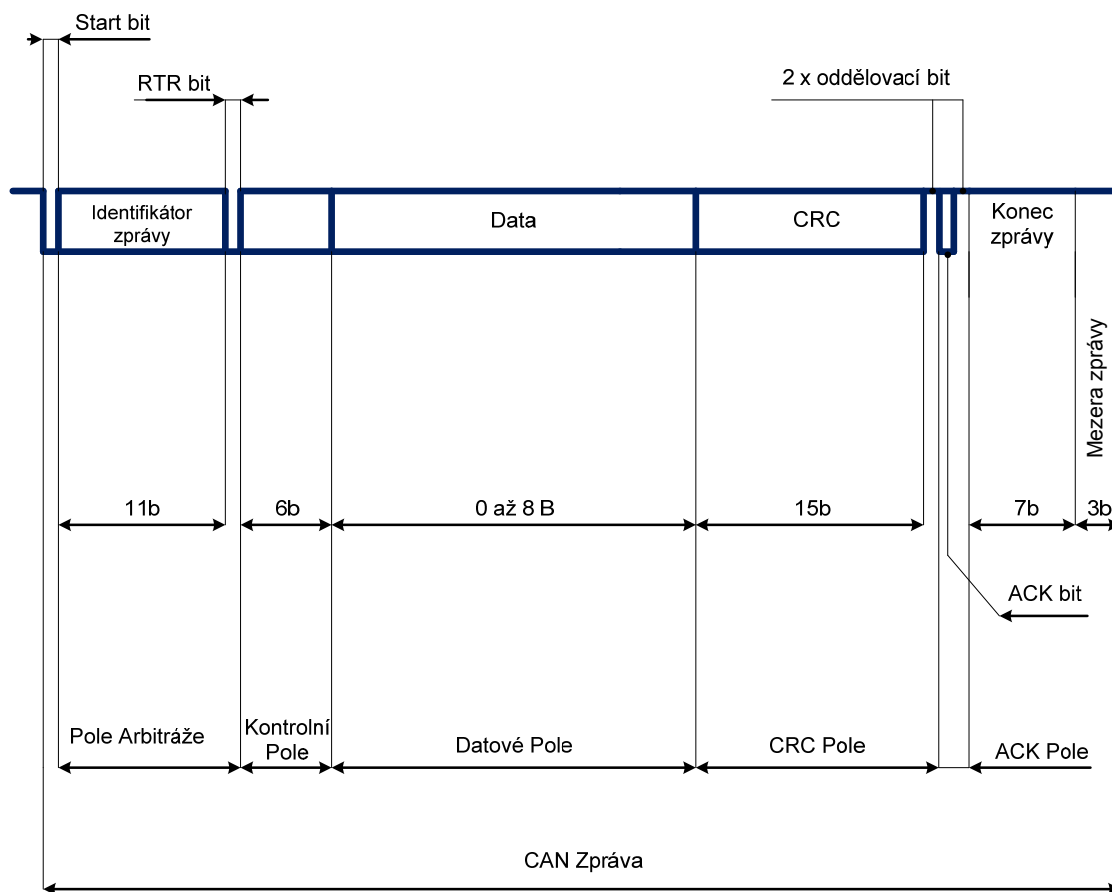 Start bit
RTR bit
2 x oddělovací bit
Identifikátor
zprávy
Data
CRC
Konec
zprávy
Mezera zprávy
11b
6b
0 až 8 B
15b
7b
3b
ACK bit
Pole Arbitráže
Kontrolní
Pole
Datové Pole
CRC Pole
ACK Pole
CAN Zpráva